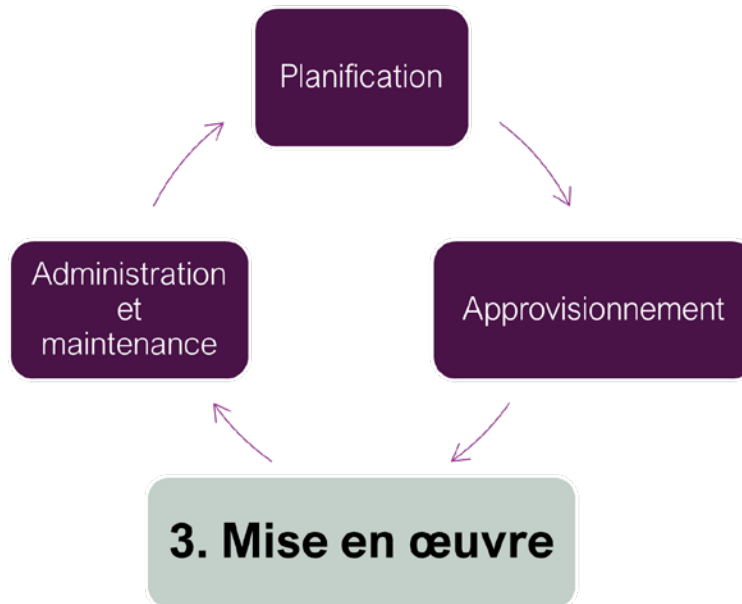 Planification
Administration
et
maintenance
Approvisionnement
3. Mise en œuvre